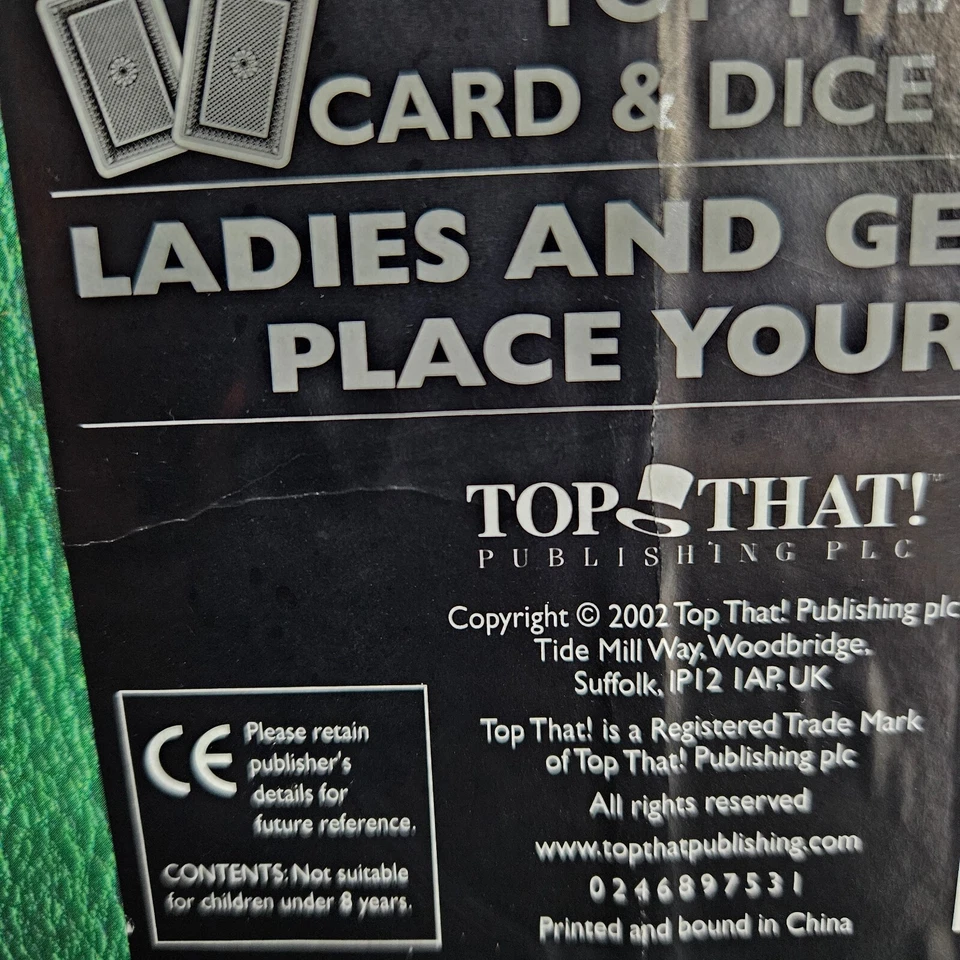 CARD & DICE
LADIES AND GE
PLACE YOUR
TOP THAT!™
PUBLISHING PLC
Copyright © 2002 Top That! Publishing plc
Tide Mill Way, Woodbridge,
Suffolk, IP12 1AP, UK
Top That! is a Registered Trade Mark
of Top That! Publishing plc
All rights reserved
www.topthatpublishing.com
0 2 4 6 8 9 7 5 3 1
Printed and bound in China
CE
Please retain
publisher's
details for
future reference.
CONTENTS: Not suitable
for children under 8 years.